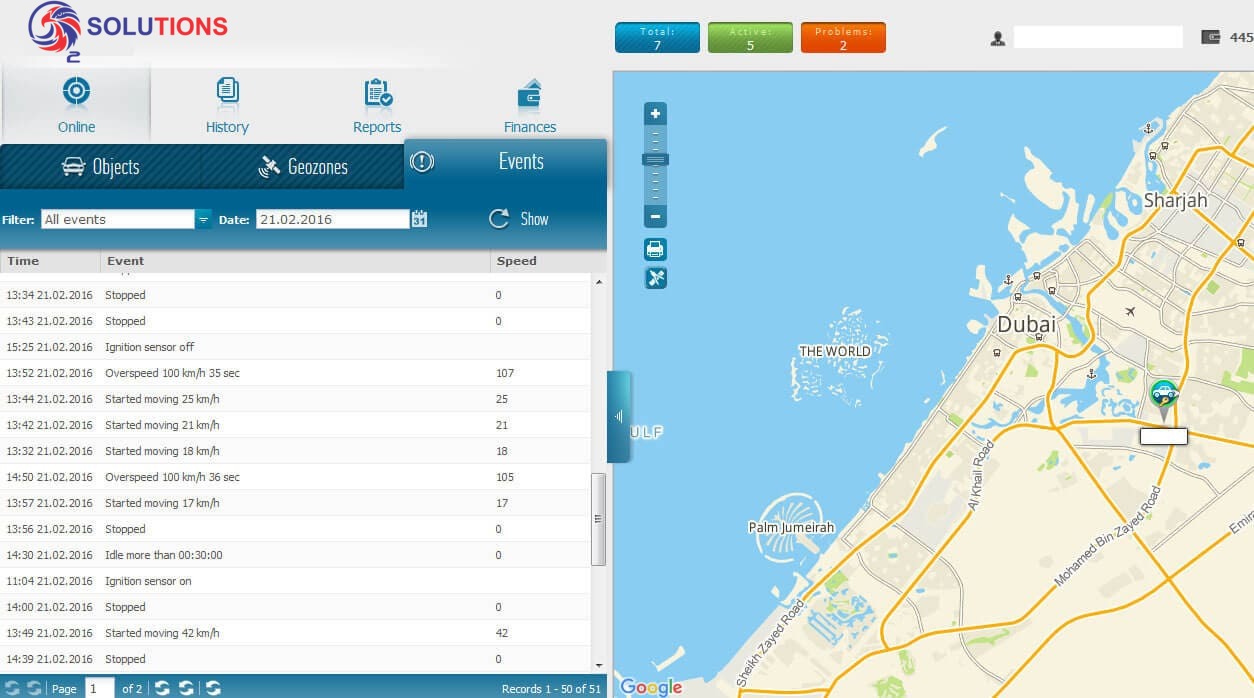 SOLUTIONS
2
Total:
7
Active:
5
Problems:
2
445
Online
History
Reports
Finances
Objects
Geozones
Events
Filter: All events Date: 21.02.2016 31 Show
Time Event Speed
13:34 21.02.2016 Stopped 0
13:43 21.02.2016 Stopped 0
15:25 21.02.2016 Ignition sensor off
13:52 21.02.2016 Overspeed 100 km/h 35 sec 107
13:44 21.02.2016 Started moving 25 km/h 25
13:42 21.02.2016 Started moving 21 km/h 21
13:32 21.02.2016 Started moving 18 km/h 18
14:50 21.02.2016 Overspeed 100 km/h 36 sec 105
13:57 21.02.2016 Started moving 17 km/h 17
13:56 21.02.2016 Stopped 0
14:30 21.02.2016 Idle more than 00:30:00 0
11:04 21.02.2016 Ignition sensor on
14:00 21.02.2016 Stopped 0
13:49 21.02.2016 Started moving 42 km/h 42
14:39 21.02.2016 Stopped 0
Page 1 of 2 Records 1 - 50 of 51
Sharjah
Dubai
THE WORLD
ULF
Al Khail Road
Palm Jumeirah
Mohamed Bin Zayed Road
Emira
Sheikh Zayed Road
Google